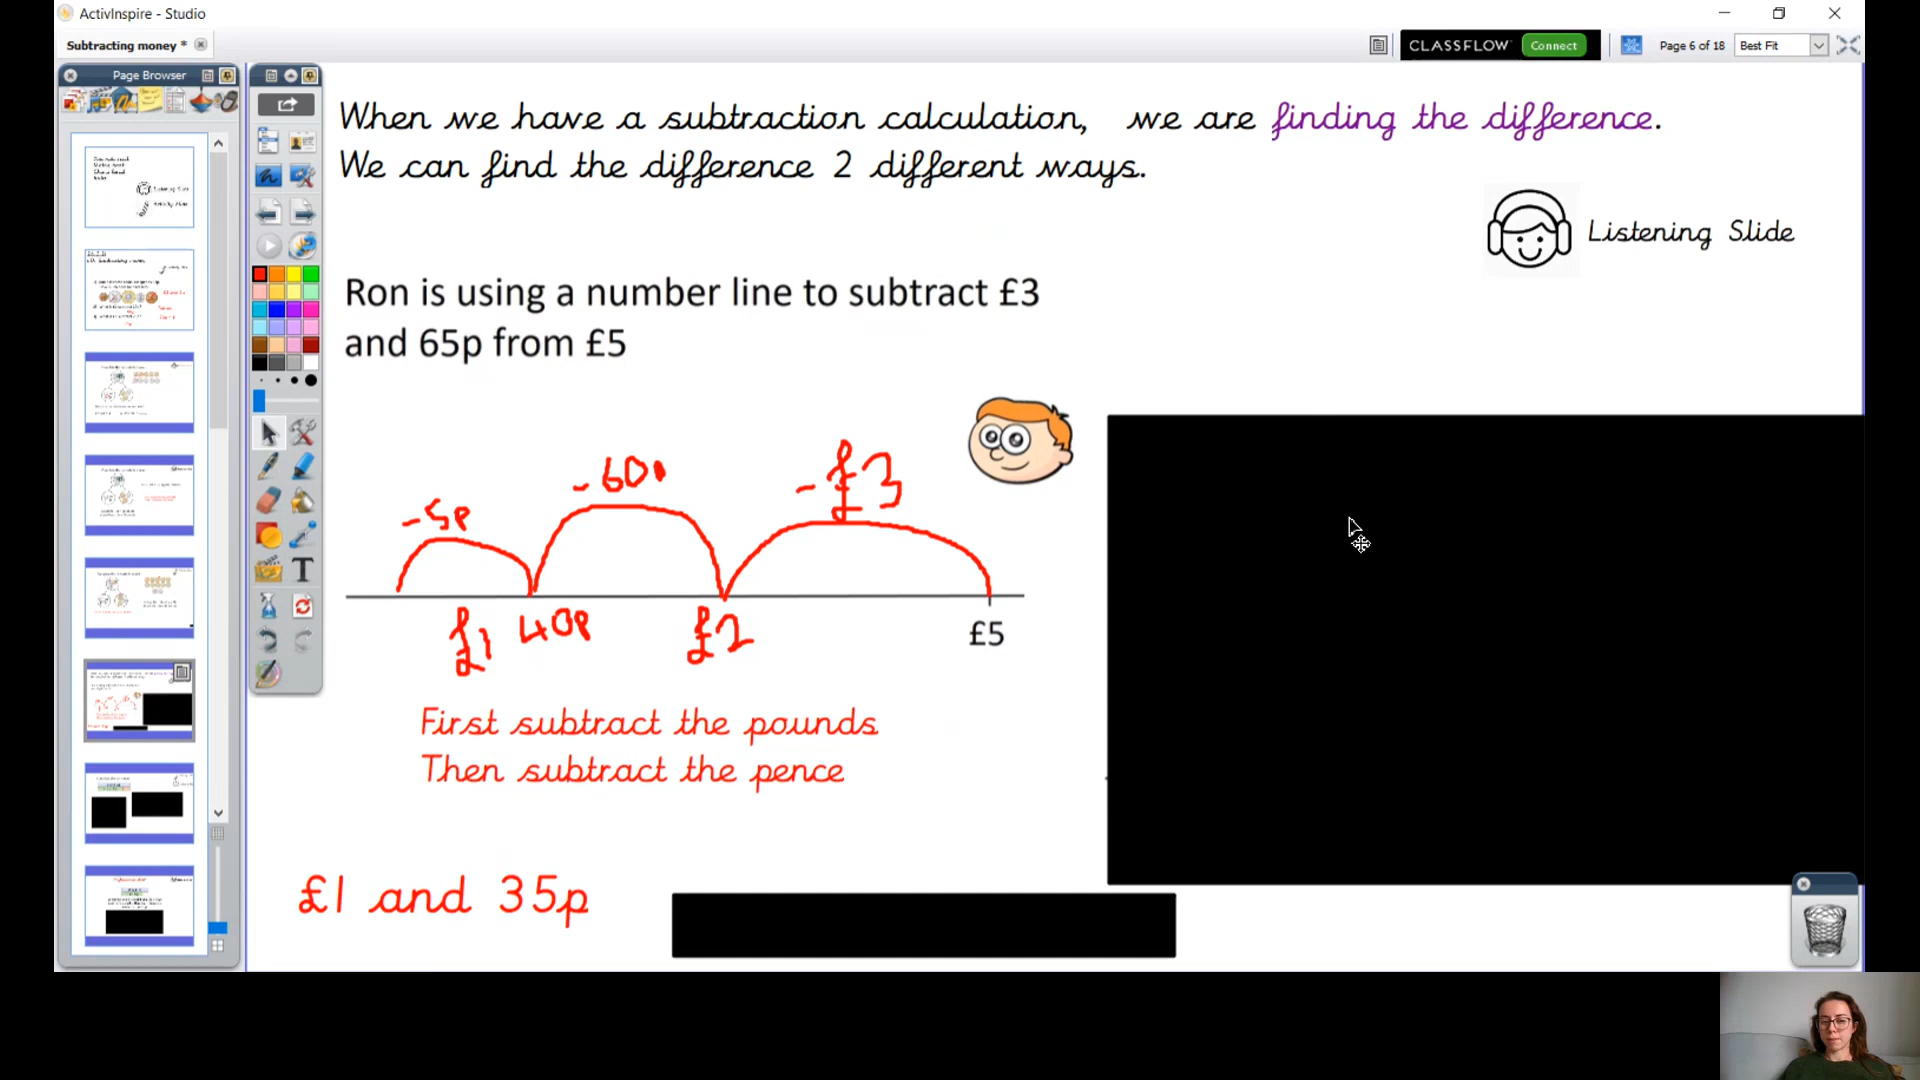 ActivInspire - Studio
Subtracting money *
CLASSFLOW Connect
Page 6 of 18
Best Fit
Page Browser
When we have a subtraction calculation, we are finding the difference.
We can find the difference 2 different ways.
Listening Slide
Ron is using a number line to subtract £3
and 65p from £5
-5p
-60p
-£3
£1 40p
£2
£5
First subtract the pounds
Then subtract the pence
£1 and 35p